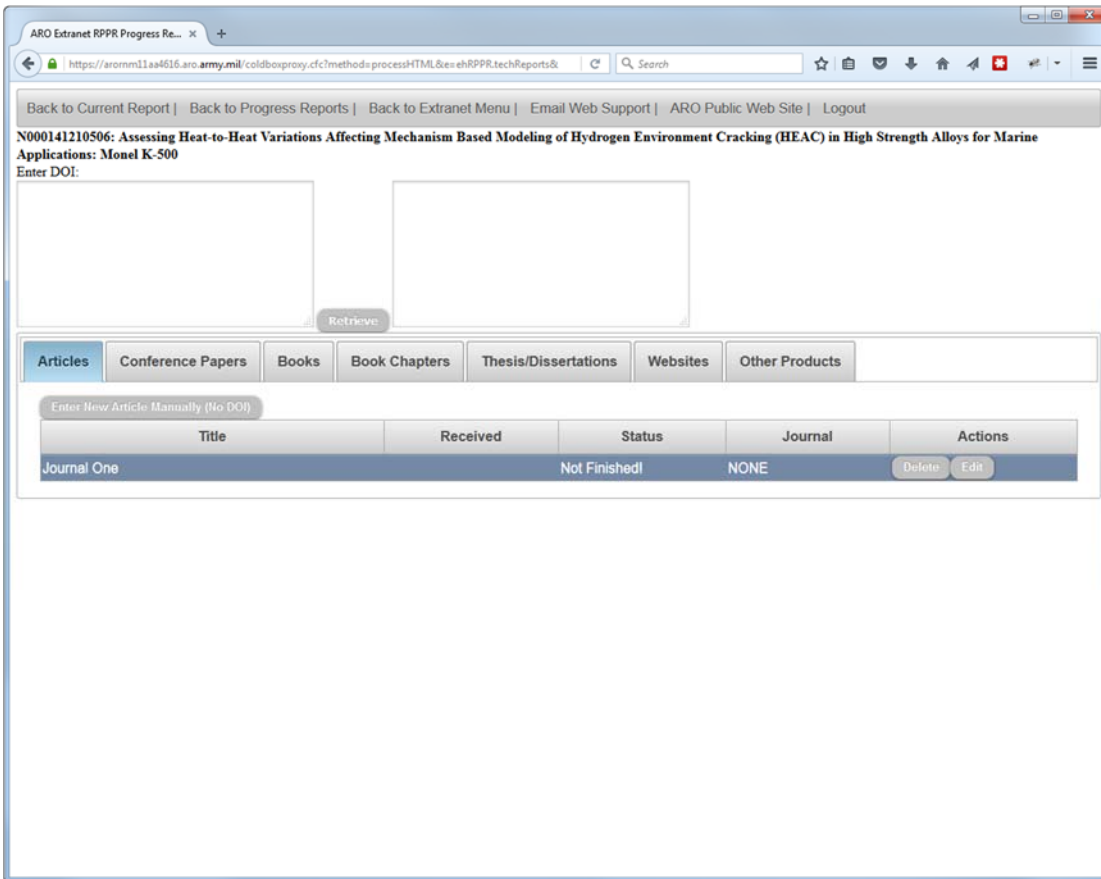 ARO Extranet RPPR Progress Re... × +
https://arornm11aa4616.aro.army.mil/coldboxproxy.cfc?method=processHTML&e=ehRPPR.techReports& Search
Back to Current Report | Back to Progress Reports | Back to Extranet Menu | Email Web Support | ARO Public Web Site | Logout
N000141210506: Assessing Heat-to-Heat Variations Affecting Mechanism Based Modeling of Hydrogen Environment Cracking (HEAC) in High Strength Alloys for Marine
Applications: Monel K-500
Enter DOI:
Retrieve
Articles Conference Papers Books Book Chapters Thesis/Dissertations Websites Other Products
Enter New Article Manually (No DOI)
Title Received Status Journal Actions
Journal One Not Finished! NONE Delete Edit